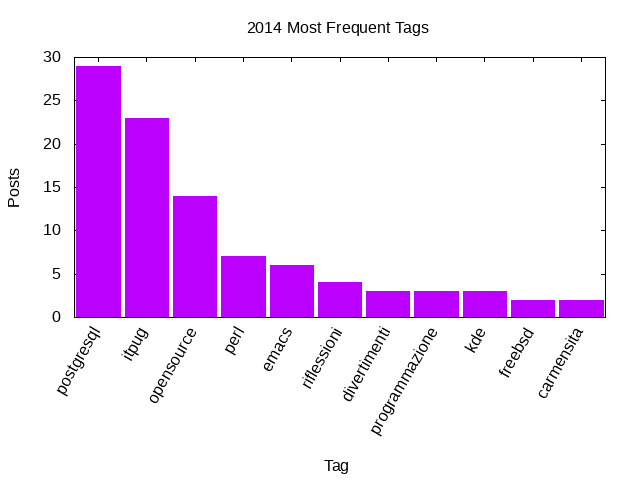 2014 Most Frequent Tags
30
25
20
15
10
5
0
Posts
postgresql
itpug
opensource
perl
emacs
riflessioni
divertimenti
programmazione
kde
freebsd
carmensita
Tag